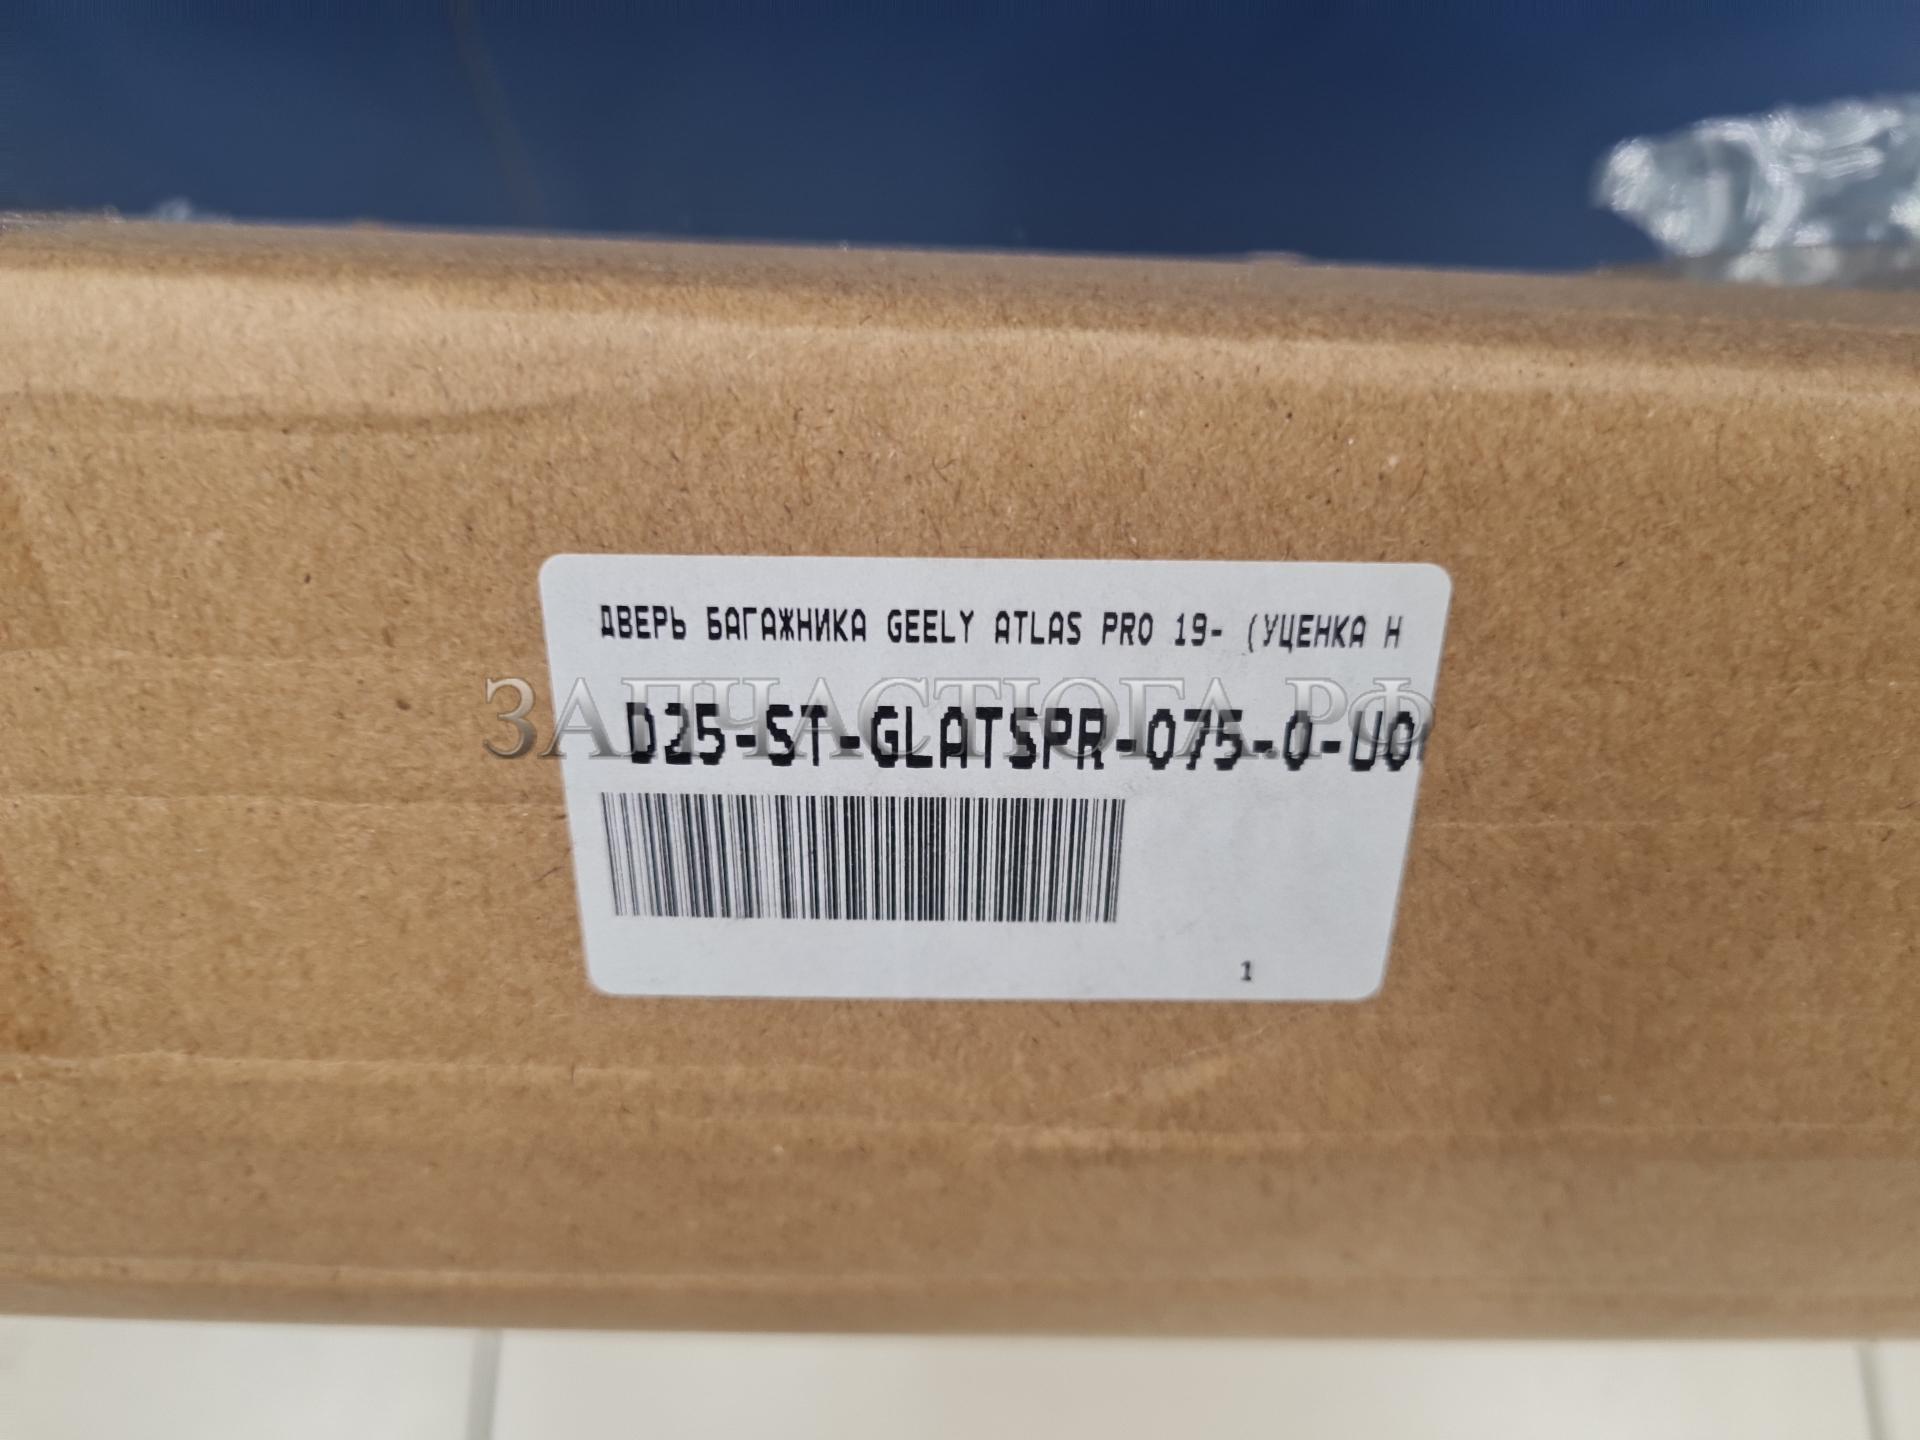 ДВЕРЬ БАГАЖНИКА GEELY ATLAS PRO 19- (УЦЕНКА Н
ЗАПЧАСТЮГА.РФ
D25-ST-GLATSPR-075-0-U0
1